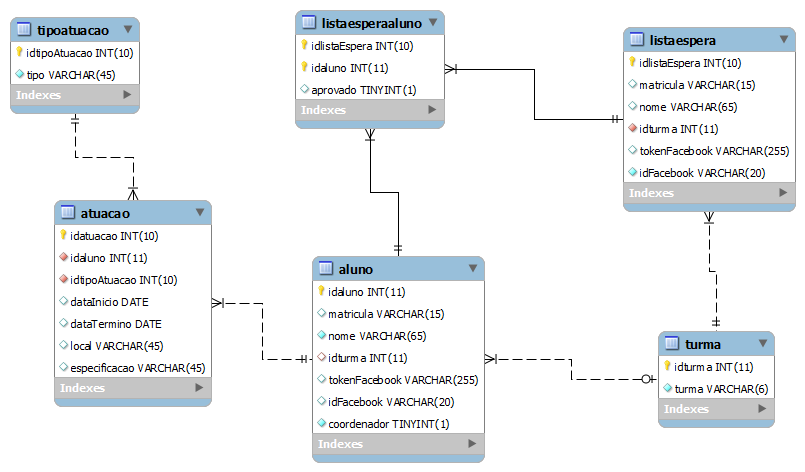 tipoatuacao
idtipoAtuacao INT(10)
tipo VARCHAR(45)
Indexes
listaesperaaluno
idlistaEspera INT(10)
idaluno INT(11)
aprovado TINYINT(1)
Indexes
listaespera
idlistaEspera INT(10)
matricula VARCHAR(15)
nome VARCHAR(65)
idturma INT(11)
tokenFacebook VARCHAR(255)
idFacebook VARCHAR(20)
Indexes
atuacao
idatuacao INT(10)
idaluno INT(11)
idtipoAtuacao INT(10)
dataInicio DATE
dataTermino DATE
local VARCHAR(45)
especificacao VARCHAR(45)
Indexes
aluno
idaluno INT(11)
matricula VARCHAR(15)
nome VARCHAR(65)
idturma INT(11)
tokenFacebook VARCHAR(255)
idFacebook VARCHAR(20)
coordenador TINYINT(1)
Indexes
turma
idturma INT(11)
turma VARCHAR(6)
Indexes